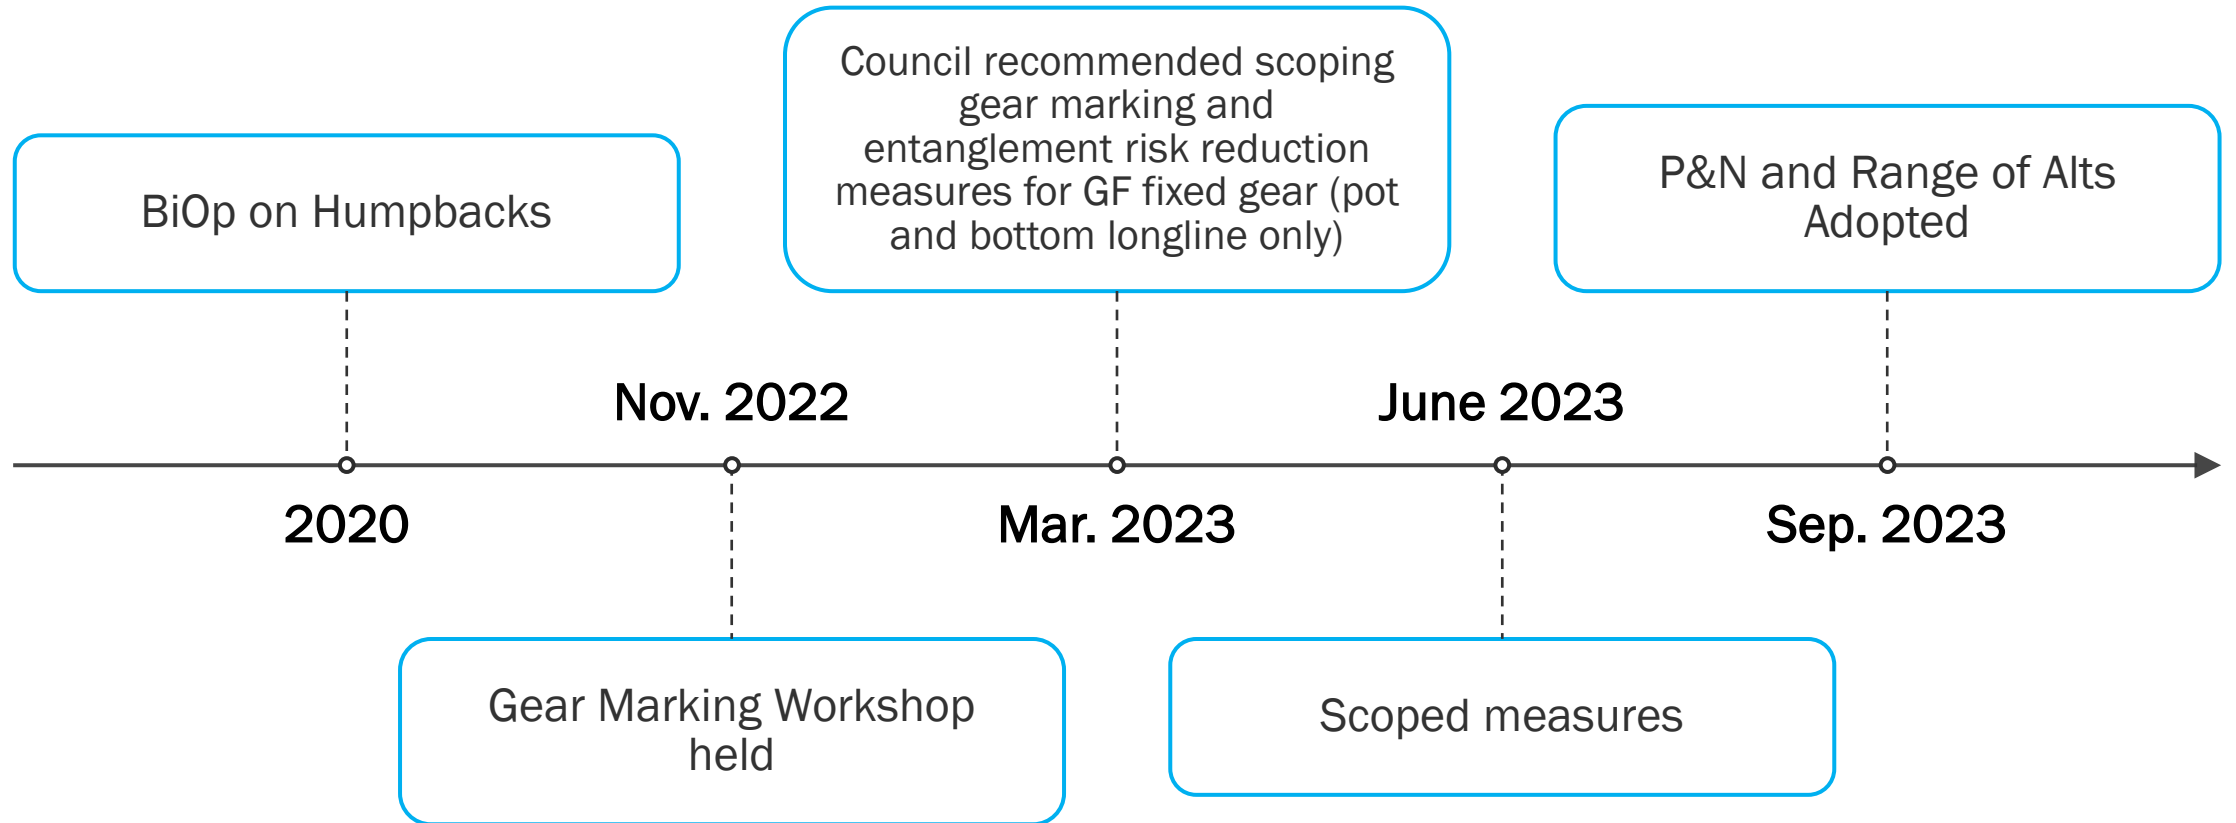 BiOp on Humpbacks
Council recommended scoping
gear marking and
entanglement risk reduction
measures for GF fixed gear (pot
and bottom longline only)
P&N and Range of Alts
Adopted
Nov. 2022
June 2023
2020
Mar. 2023
Sep. 2023
Gear Marking Workshop
held
Scoped measures